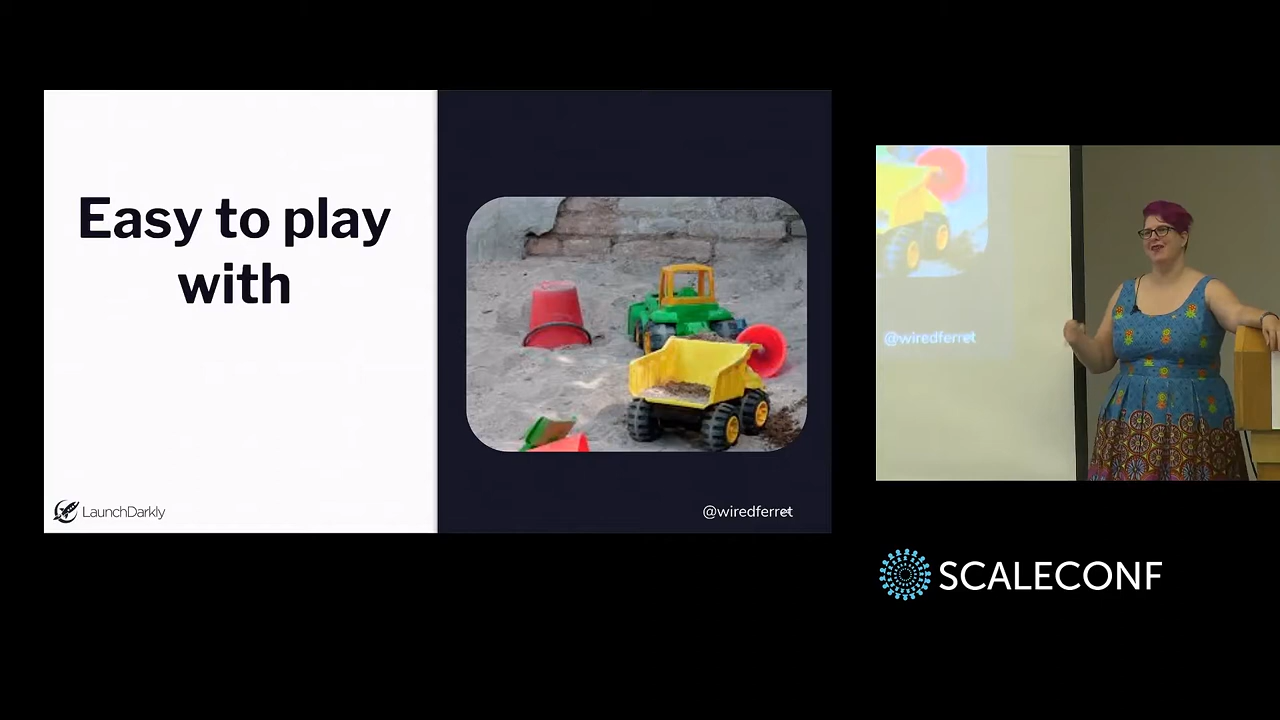 Easy to play
with
LaunchDarkly
@wiredferret
@wiredferret
SCALECONF